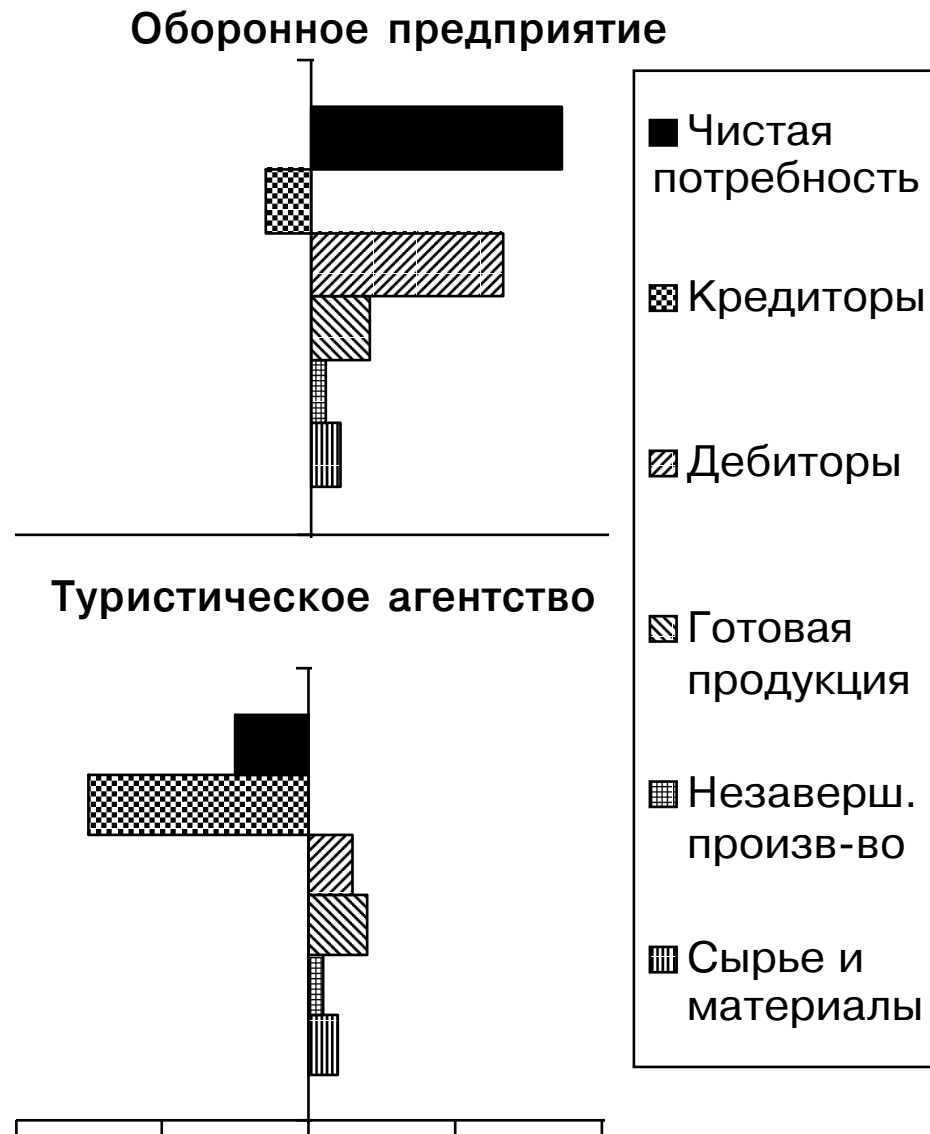 Оборонное предприятие
Чистая
потребность
Кредиторы
Дебиторы
Готовая
продукция
Незаверш.
произв-во
Сырье и
материалы
Туристическое агентство